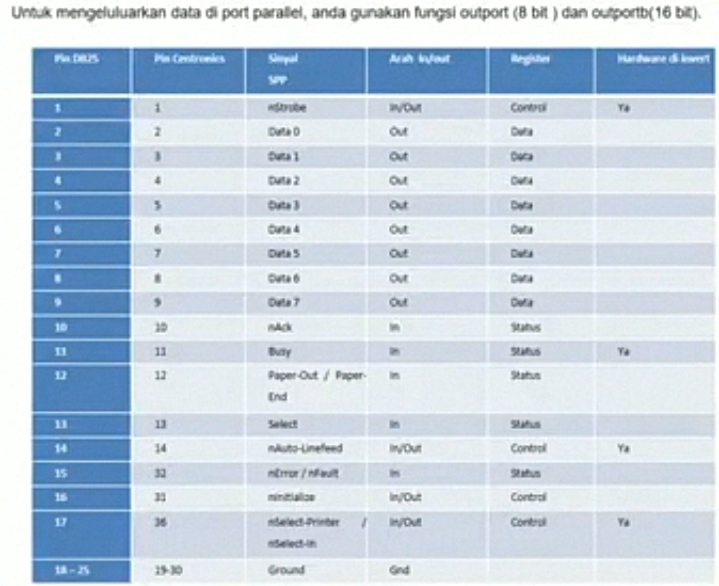 Untuk mengeluluarkan data di port parallel, anda gunakan fungsi outport (8 bit ) dan outportb(16 bit).
Pin DB25 Pin Centronics Sinyal SPP Arah In/out Register Hardware di invert
1 1 nStrobe In/Out Control Ya
2 2 Data 0 Out Data
3 3 Data 1 Out Data
4 4 Data 2 Out Data
5 5 Data 3 Out Data
6 6 Data 4 Out Data
7 7 Data 5 Out Data
8 8 Data 6 Out Data
9 9 Data 7 Out Data
10 10 nAck In Status
11 11 Busy In Status Ya
12 12 Paper-Out / Paper-End In Status
13 13 Select In Status
14 14 nAuto-Linefeed In/Out Control Ya
15 32 nError / nFault In Status
16 31 nInitialize In/Out Control
17 36 nSelect-Printer / nSelect-In In/Out Control Ya
18 – 25 19-30 Ground Gnd